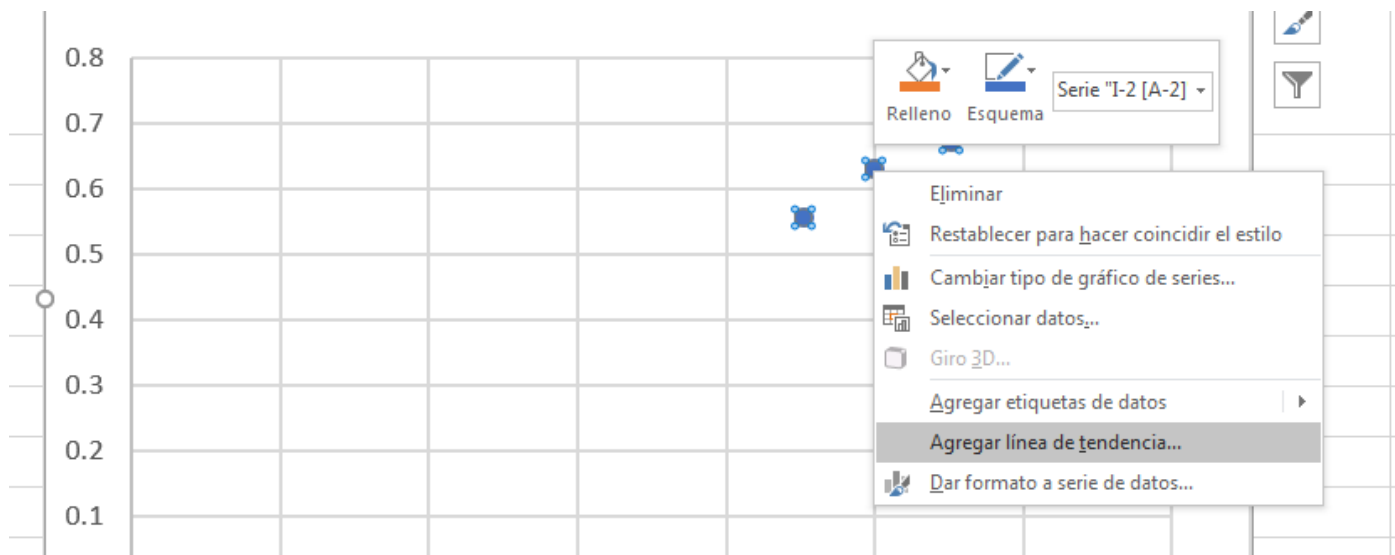 0.8
0.7
0.6
0.5
0.4
0.3
0.2
0.1
Relleno
Esquema
Serie "I-2 [A-2]
Eliminar
Restablecer para hacer coincidir el estilo
Cambiar tipo de gráfico de series...
Seleccionar datos...
Giro 3D...
Agregar etiquetas de datos
Agregar línea de tendencia...
Dar formato a serie de datos...